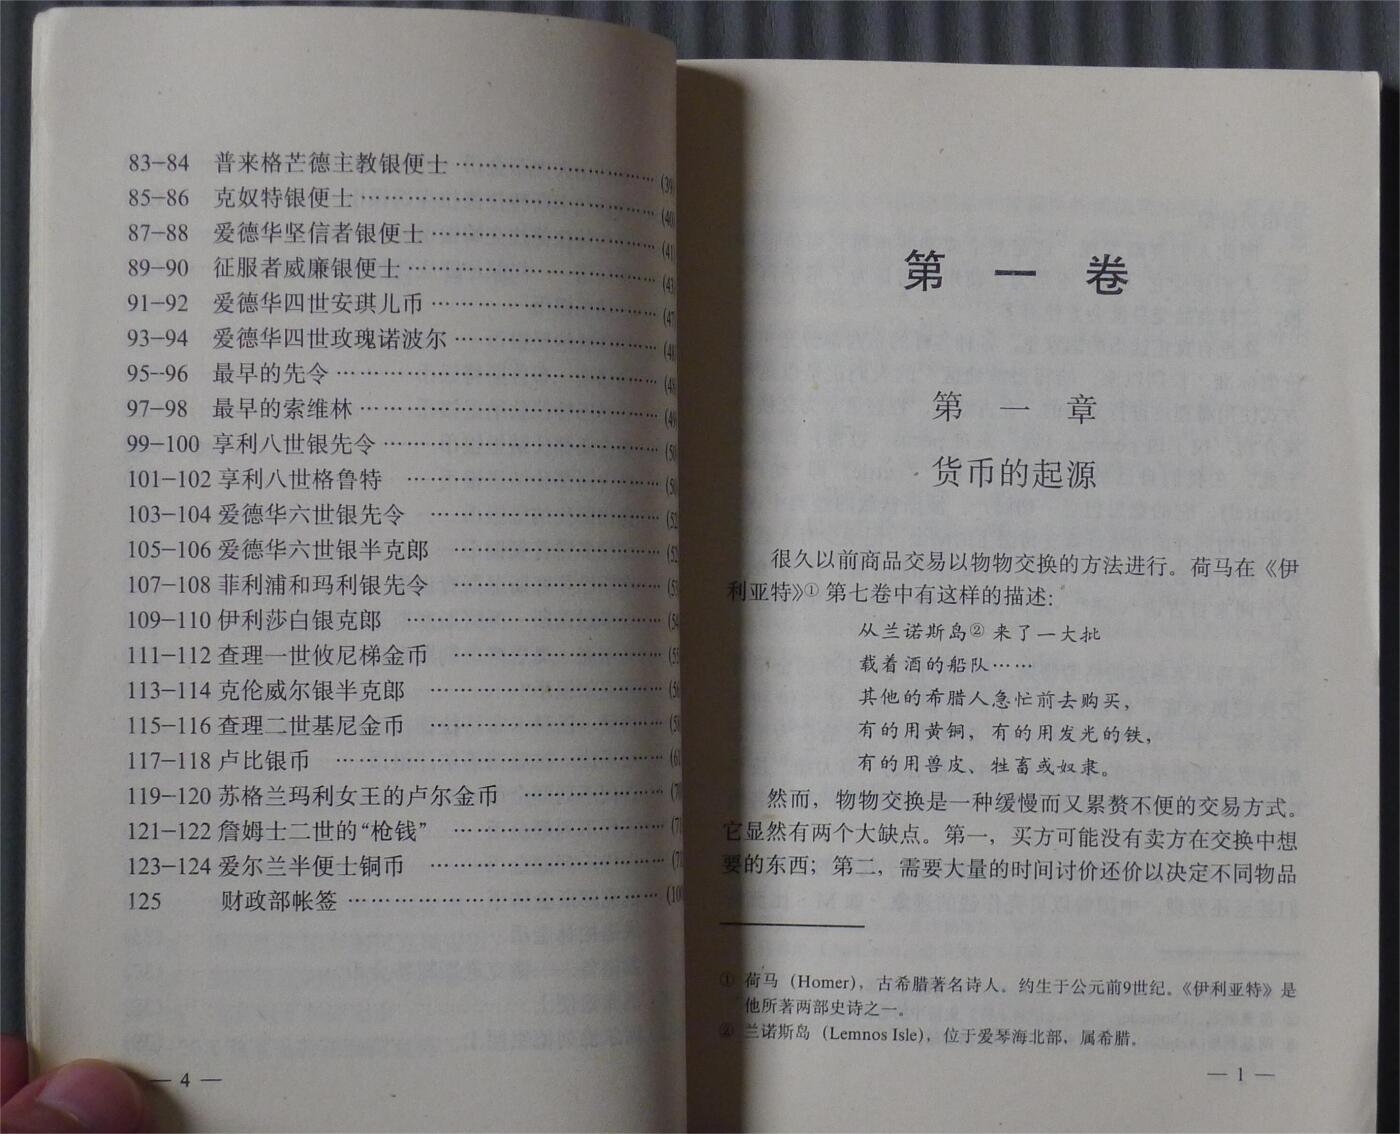 83—84 普来格芒德主教银便士……………………(39
85—86 克奴特银便士……………………………(40)
87—88 爱德华坚信者银便士……………………(41)
89—90 征服者威廉银便士………………………(43
91—92 爱德华四世安琪儿币……………………(47
93—94 爱德华四世玫瑰诺波尔…………………(48
95-–96 最早的先令………………………………(48
97—98 最早的索维林……………………………(49
99—100 享利八世银先令…………………………(50
101—102 享利八世格鲁特 ………………………(50
103—104 爱德华六世银先令 ……………………(52
105—106 爱德华六世银半克郎 …………………(52
107—108 菲利浦和玛利银先令 …………………(53
109—110 伊利莎白银克郎 ………………………(54
111—112 查理一世攸尼梯金币 …………………(55
113—114 克伦威尔银半克郎 ……………………(56
115—116 查理二世基尼金币 ……………………(58
117—118 卢比银币 ………………………………(61
119—120 苏格兰玛利女王的卢尔金币 …………(70
121—122 詹姆士二世的“枪钱” …………………(71
123—124 爱尔兰半便士铜币 ……………………(71
125 财政部帐签……………………………………(100
— 4 —
第一卷
第一章
货币的起源
很久以前商品交易以物物交换的方法进行。荷马在《伊
利亚特》① 第七卷中有这样的描述：
从兰诺斯岛② 来了一大批
载着酒的船队……
其他的希腊人急忙前去购买，
有的用黄铜，有的用发光的铁，
有的用兽皮、牲畜或奴隶。
然而，物物交换是一种缓慢而又累赘不便的交易方式。
它显然有两个大缺点。第一，买方可能没有卖方在交换中想
要的东西；第二，需要大量的时间讨价还价以决定不同物品
① 荷马（Homer），古希腊著名诗人。约生于公元前9世纪。《伊利亚特》是
他所著两部史诗之一。
② 兰诺斯岛（Lemnos Isle），位于爱琴海北部，属希腊。
— 1 —